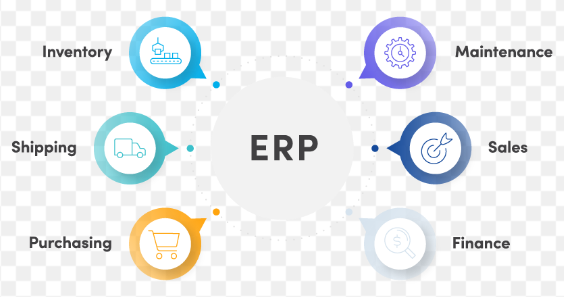 Inventory
Maintenance
Shipping
ERP
Sales
Purchasing
$
Finance